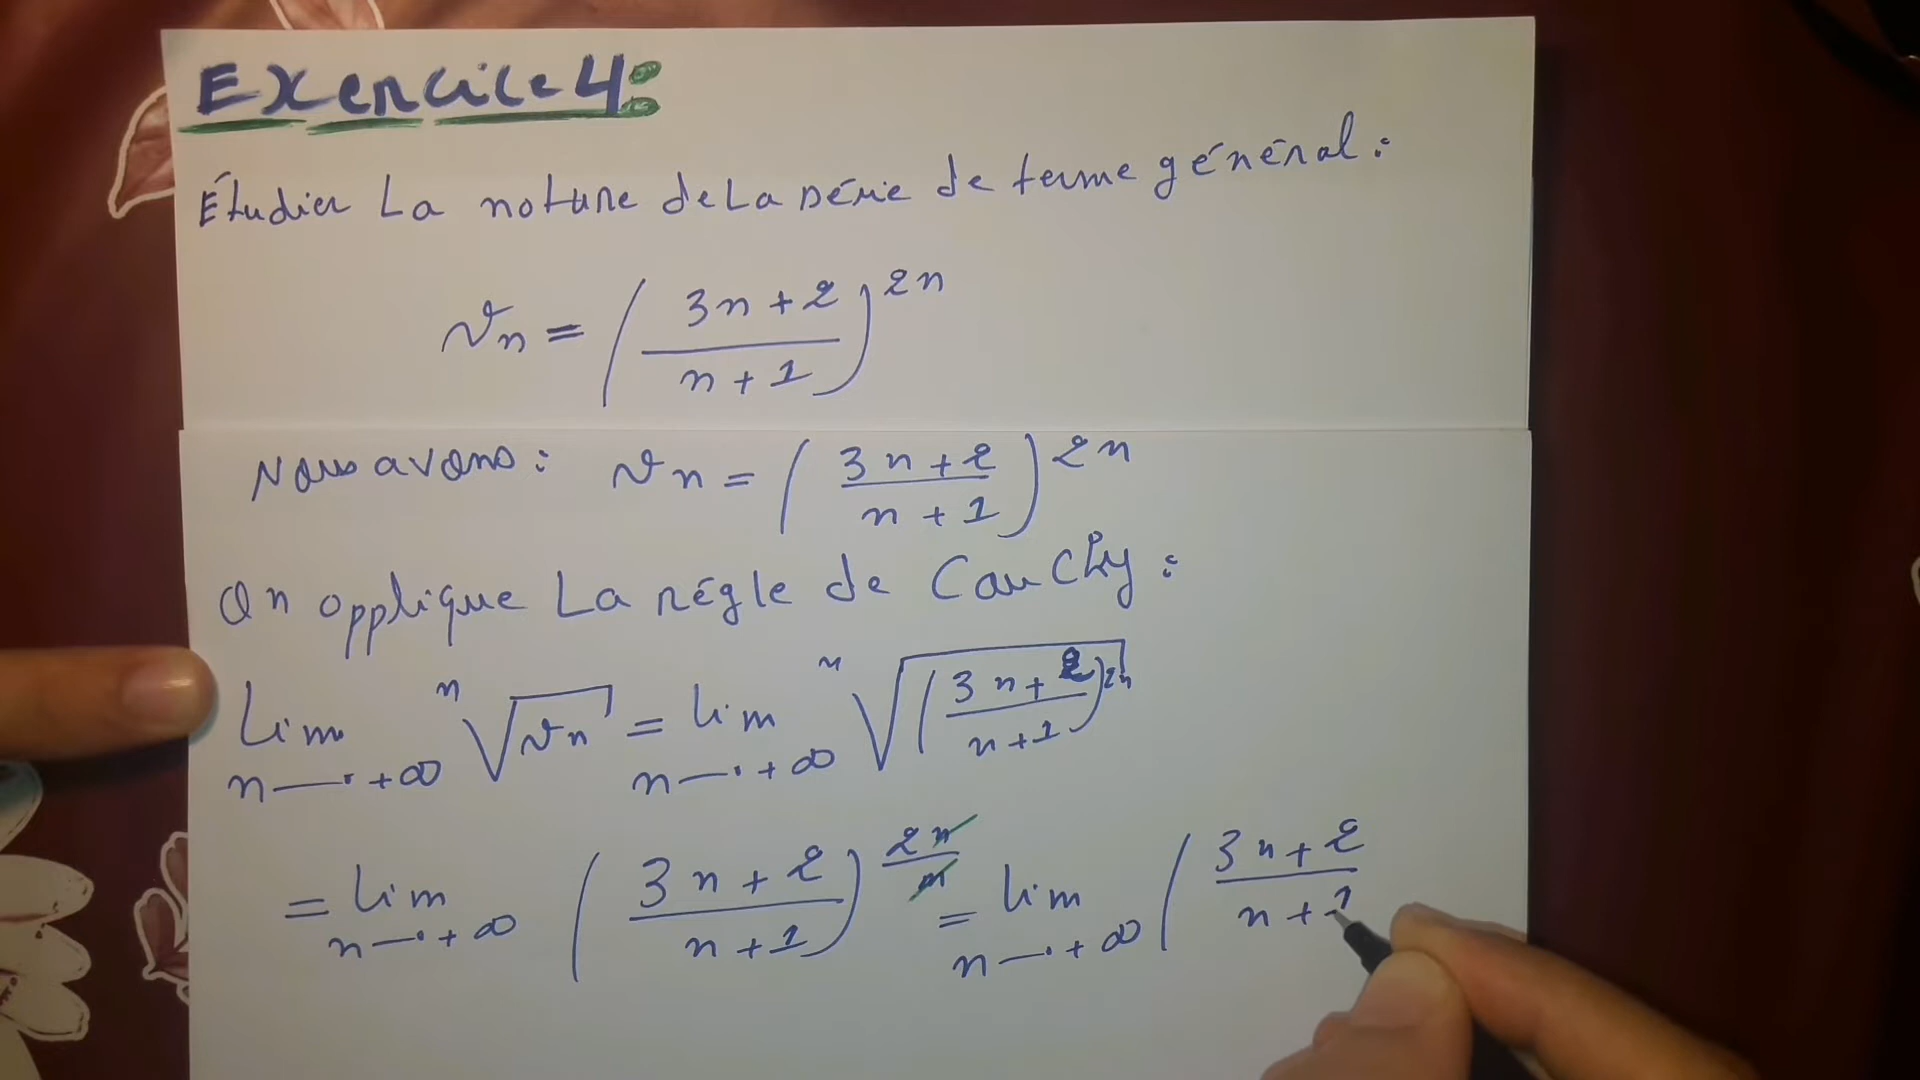 Exercice 4:
Étudier La nature de La série de terme général:
vn = ( 3n+2 / n+1 )^2n
Nous avons: vn = ( 3n+2 / n+1 )^2n
On applique La régle de Cauchy:
Lim n→+∞ ⁿ√vn = lim n→+∞ ⁿ√( 3n+2 / n+1 )^2n
= lim n→+∞ ( 3n+2 / n+1 )^2n/n = lim n→+∞ ( 3n+2 / n+1